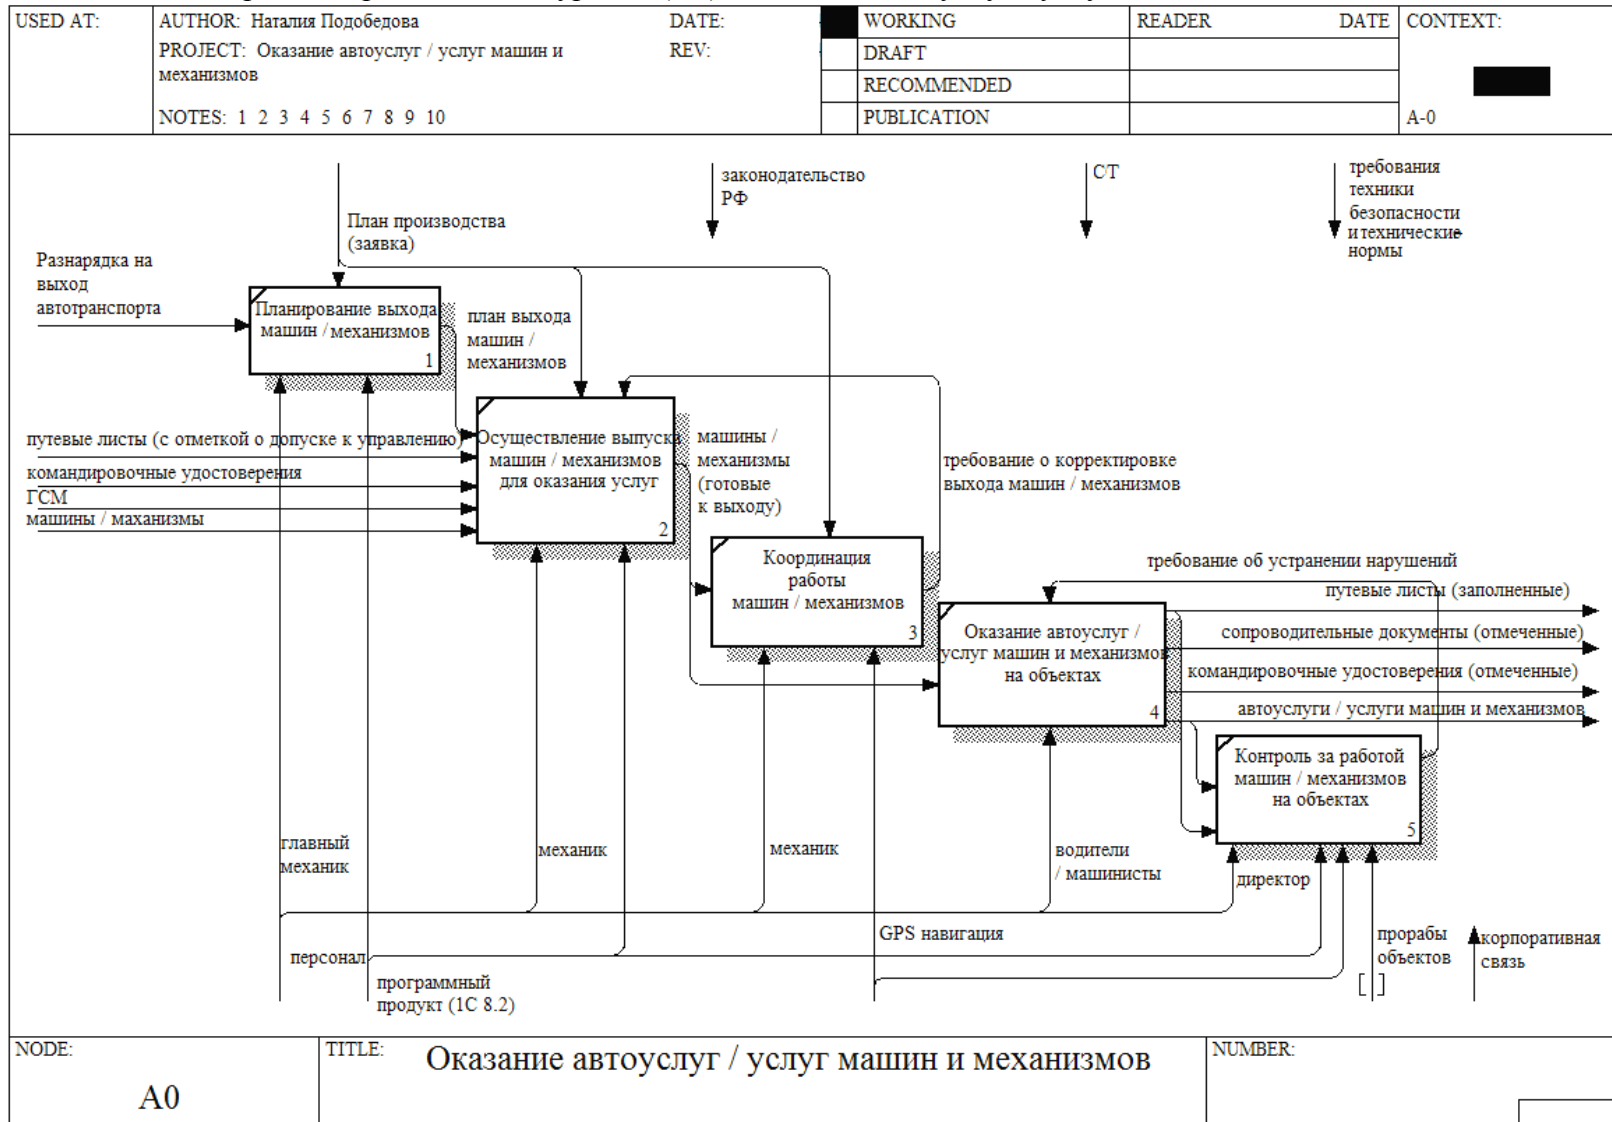 USED AT:
AUTHOR: Наталия Подобедова
DATE:
PROJECT: Оказание автоуслуг / услуг машин и
механизмов
REV:
NOTES: 1 2 3 4 5 6 7 8 9 10
WORKING
DRAFT
RECOMMENDED
PUBLICATION
READER
DATE
CONTEXT:
A-0
План производства
(заявка)
законодательство
РФ
С/Т
требования
техники
безопасности
и технические
нормы
Разнарядка на
выход
автотранспорта
Планирование выхода
машин / механизмов
1
план выхода
машин /
механизмов
путевые листы (с отметкой о допуске к управлению)
командировочные удостоверения
ГСМ
машины / маханизмы
Осуществление выпуска
машин / механизмов
для оказания услуг
2
машины /
механизмы
(готовые
к выходу)
требование о корректировке
выхода машин / механизмов
Координация
работы
машин / механизмов
3
требование об устранении нарушений
путевые листы (заполненные)
сопроводительные документы (отмеченные)
командировочные удостоверения (отмеченные)
автоуслуги / услуги машин и механизмов
Оказание автоуслуг /
услуг машин и механизмов
на объектах
4
Контроль за работой
машин / механизмов
на объектах
5
главный
механик
механик
механик
водители
/ машинисты
директор
персонал
программный
продукт (1С 8.2)
GPS навигация
прорабы
объектов
корпоративная
связь
NODE:
A0
TITLE:
Оказание автоуслуг / услуг машин и механизмов
NUMBER: